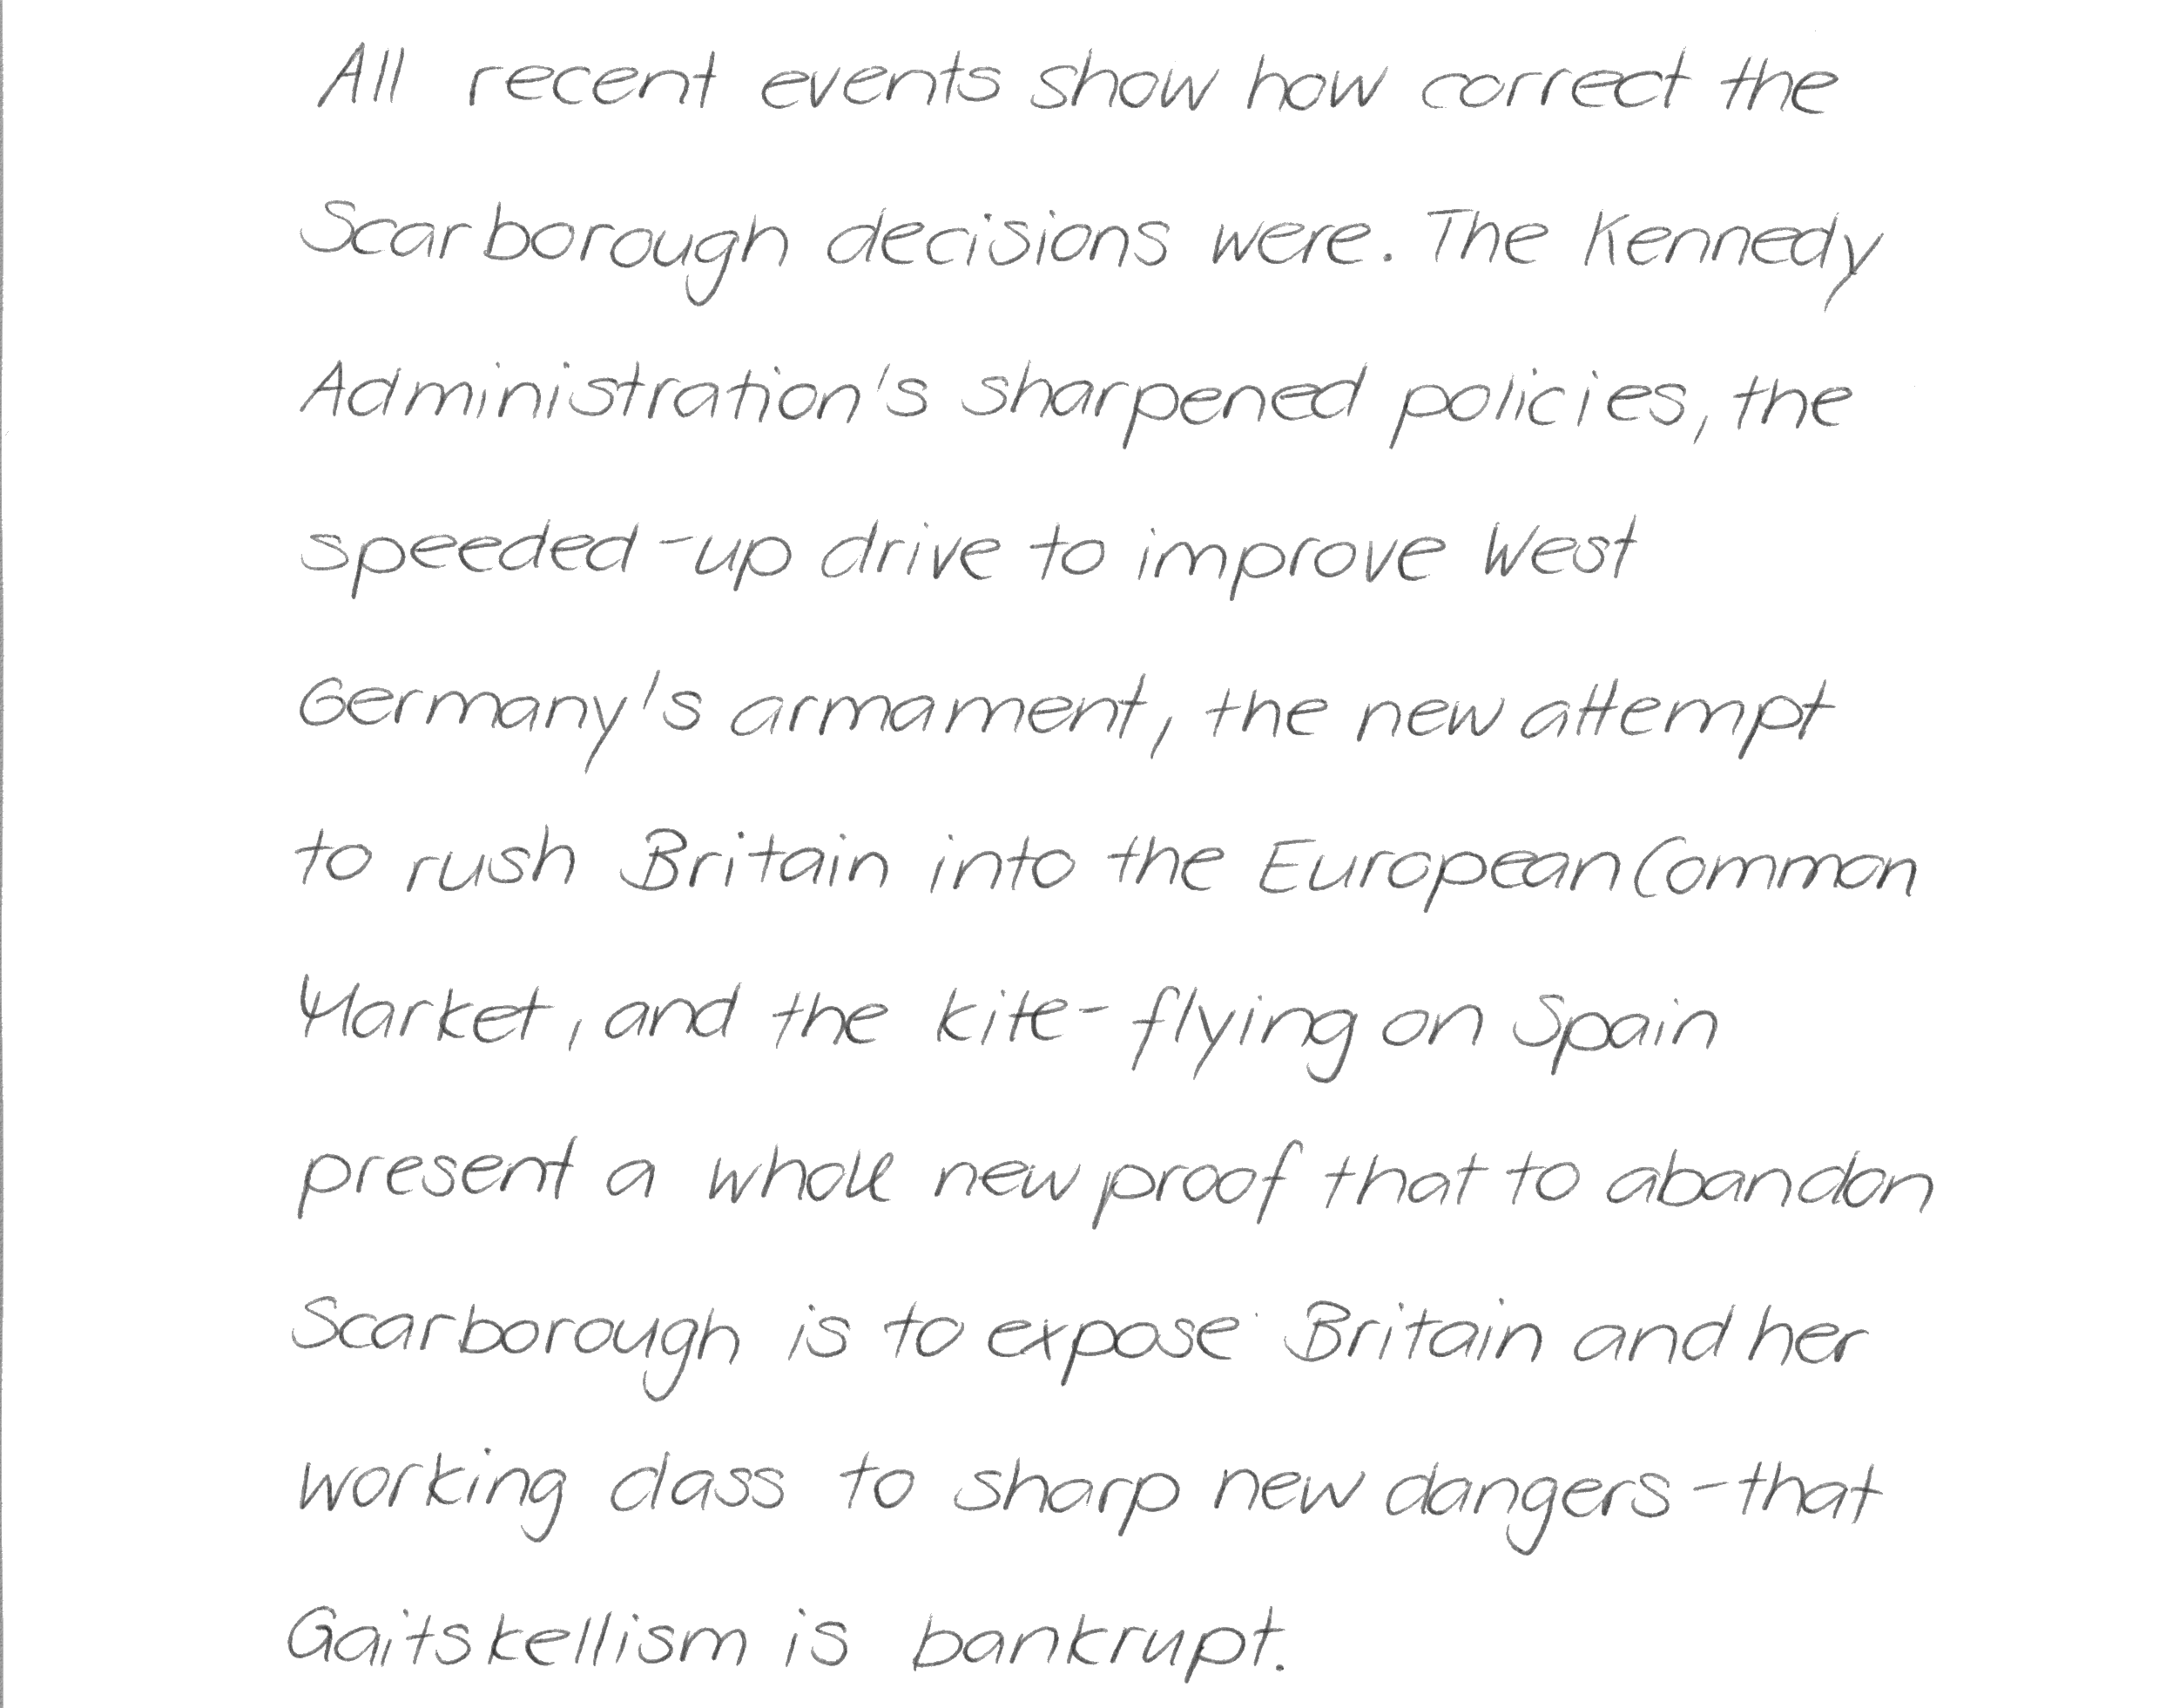 All recent events show how correct the
Scarborough decisions were. The Kennedy
Administration's sharpened policies, the
speeded-up drive to improve West
Germany's armament, the new attempt
to rush Britain into the European Common
Market, and the kite-flying on Spain
present a whole new proof that to abandon
Scarborough is to expose Britain and her
working class to sharp new dangers - that
Gaitskellism is bankrupt.